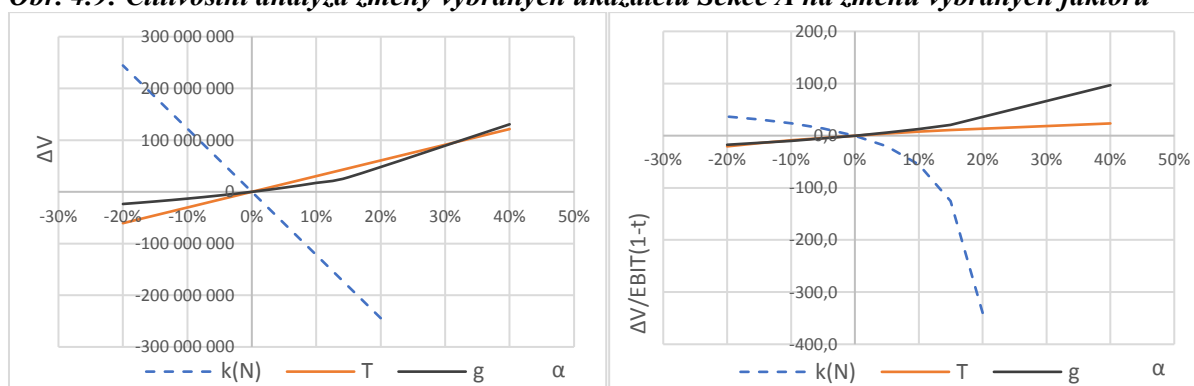 Obr. 4.9: Citlivostní analýza změny vybraných ukazatelů Sekce A na změnu vybraných faktorů
300 000 000
200 000 000
100 000 000
0
-100 000 000
-200 000 000
-300 000 000
-30% -20% -10% 0% 10% 20% 30% 40% 50%
ΔV
k(N) T g α
200,0
100,0
0,0
-100,0
-200,0
-300,0
-400,0
-30% -20% -10% 0% 10% 20% 30% 40% 50%
ΔV/EBIT(1-t)
k(N) T g α